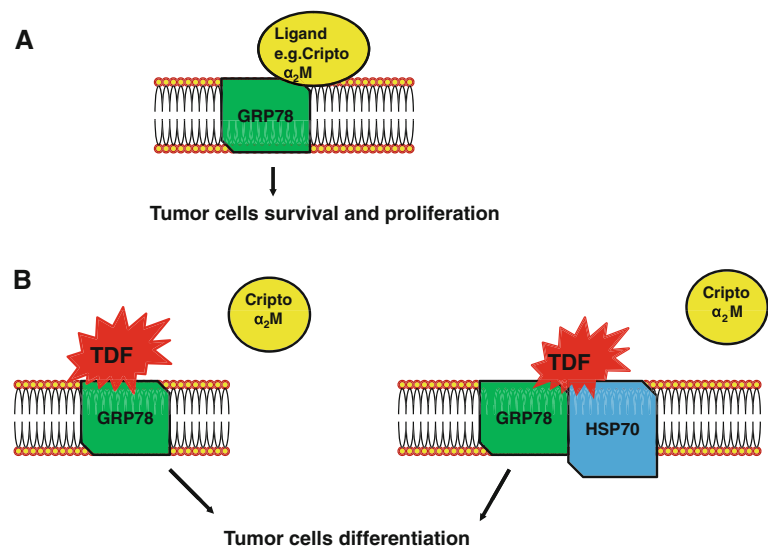 A
Ligand
e.g.Cripto
α₂M
GRP78
Tumor cells survival and proliferation
B
Cripto
α₂M
TDF
GRP78
Cripto
α₂M
TDF
GRP78
HSP70
Tumor cells differentiation